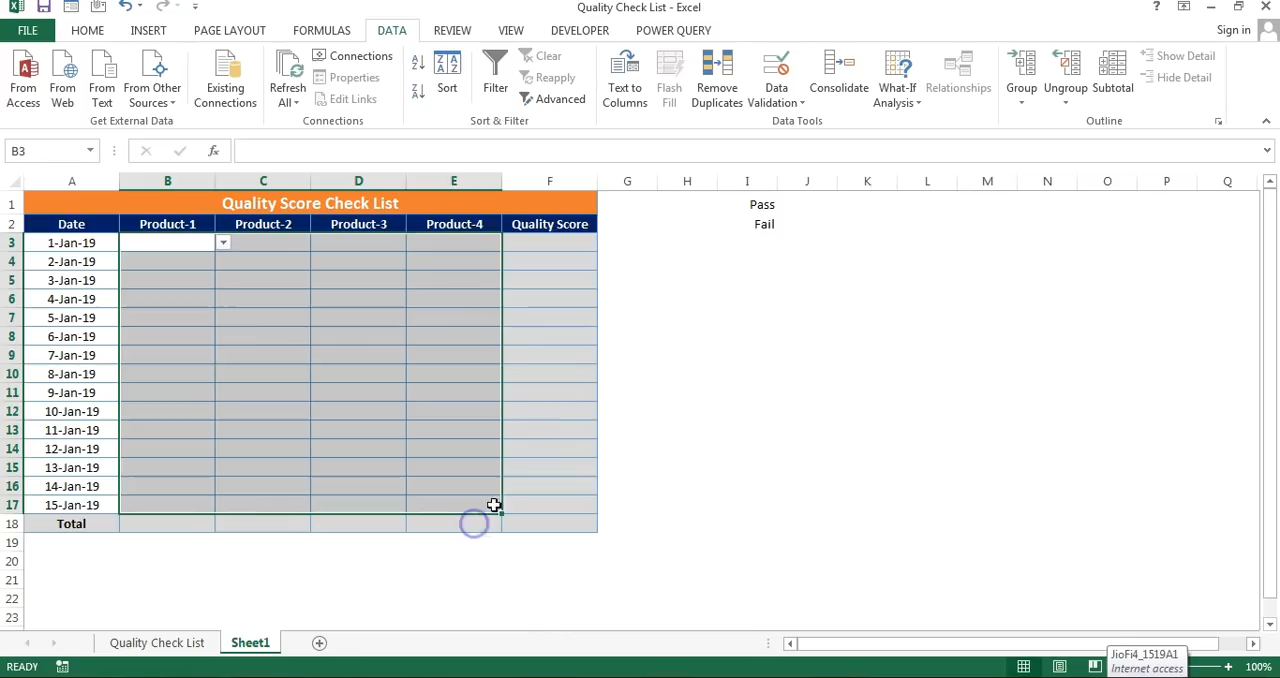 Quality Check List - Excel
?
FILE HOME INSERT PAGE LAYOUT FORMULAS DATA REVIEW VIEW DEVELOPER POWER QUERY Sign in
From Access
From Web
From Text
From Other Sources
Existing Connections
Get External Data
Refresh All
Connections
Properties
Edit Links
Connections
Sort
Filter
Clear
Reapply
Advanced
Sort & Filter
Text to Columns
Flash Fill
Remove Duplicates
Data Validation
Consolidate
What-If Analysis
Relationships
Data Tools
Group
Ungroup
Subtotal
Show Detail
Hide Detail
Outline
B3 fx
A B C D E F G H I J K L M N O P Q
1 Quality Score Check List Pass
2 Date Product-1 Product-2 Product-3 Product-4 Quality Score Fail
3 1-Jan-19
4 2-Jan-19
5 3-Jan-19
6 4-Jan-19
7 5-Jan-19
8 6-Jan-19
9 7-Jan-19
10 8-Jan-19
11 9-Jan-19
12 10-Jan-19
13 11-Jan-19
14 12-Jan-19
15 13-Jan-19
16 14-Jan-19
17 15-Jan-19
18 Total
19
20
21
22
23
Quality Check List Sheet1
JioFi4_1519A1
Internet access
READY 100%